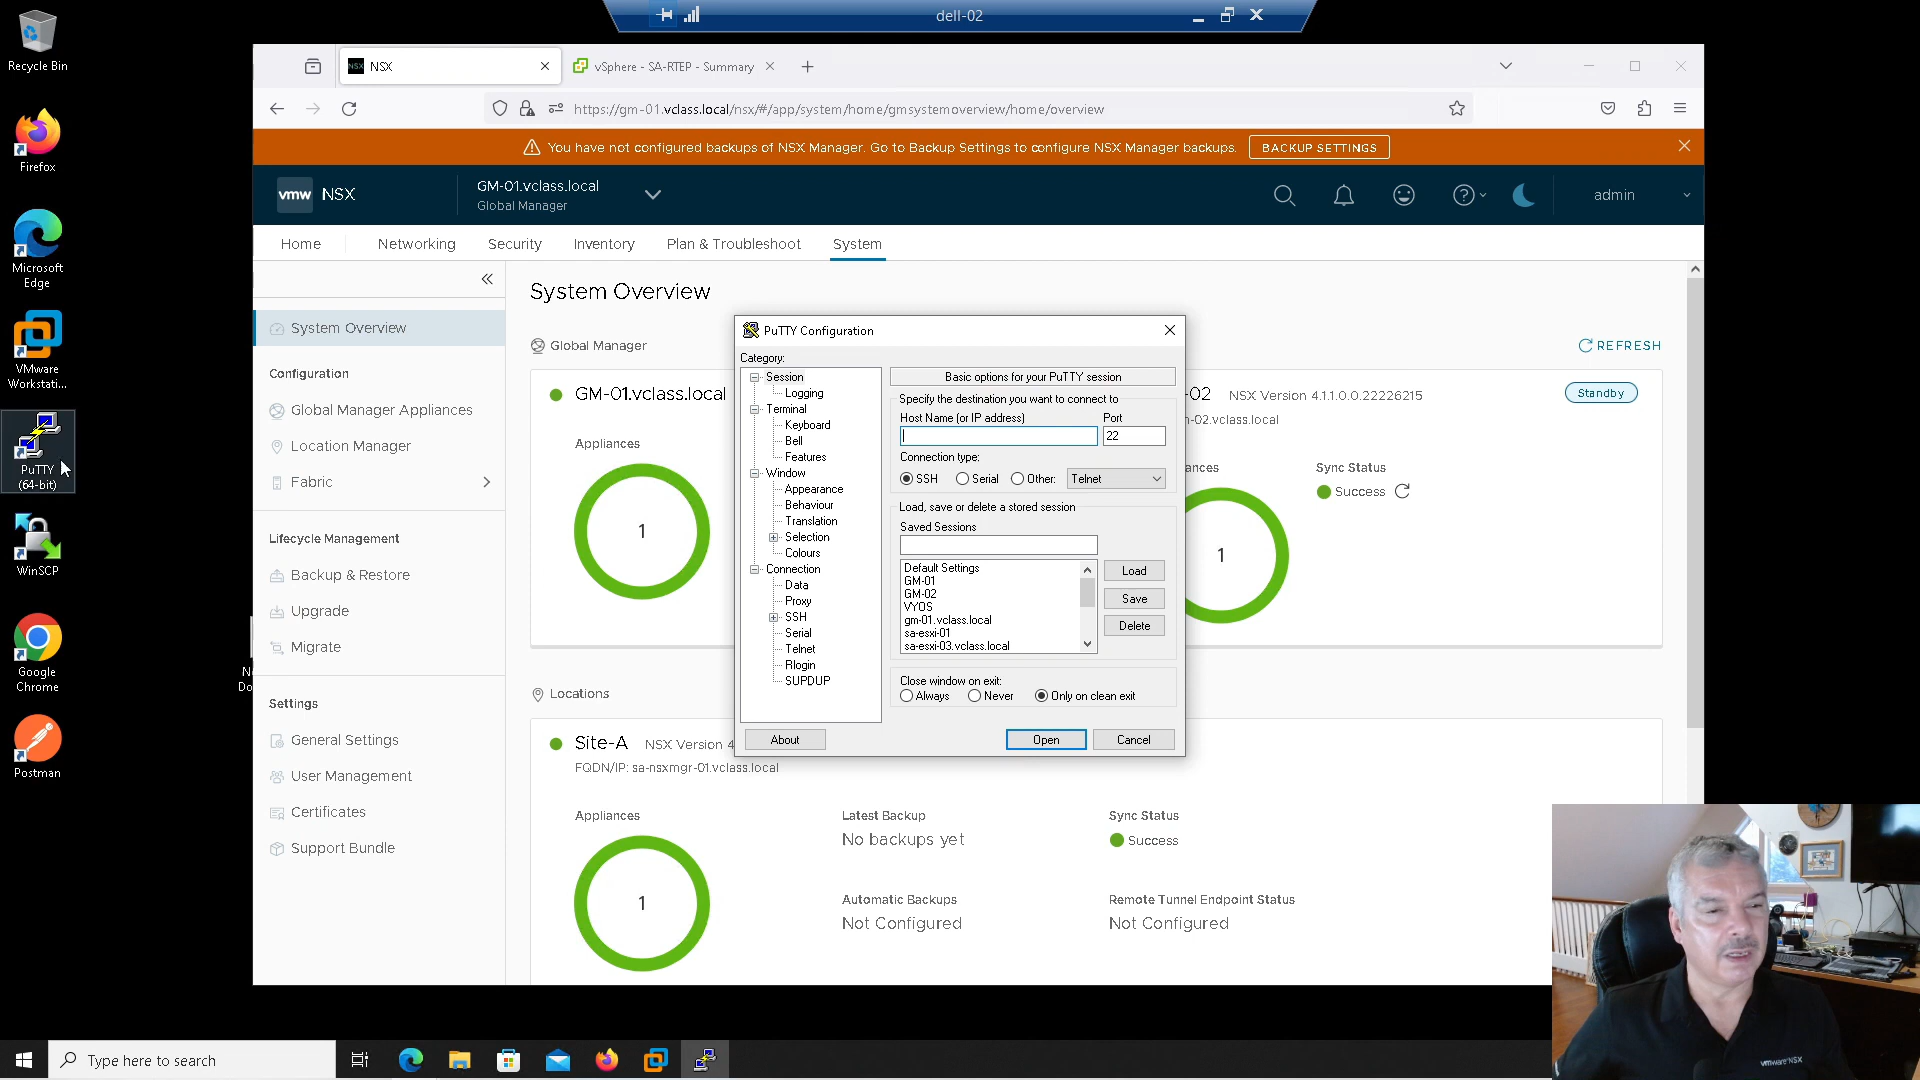 dell-02
Recycle Bin
Firefox
Microsoft
Edge
VMware
Workstati...
PuTTY
(64-bit)
WinSCP
Google
Chrome
Postman
NSX
vSphere - SA-RTEP - Summary
https://gm-01.vclass.local/nsx/#/app/system/home/gmsystemoverview/home/overview
You have not configured backups of NSX Manager. Go to Backup Settings to configure NSX Manager backups.
BACKUP SETTINGS
vmw NSX
GM-01.vclass.local
Global Manager
admin
Home
Networking
Security
Inventory
Plan & Troubleshoot
System
System Overview
Configuration
Global Manager Appliances
Location Manager
Fabric
Lifecycle Management
Backup & Restore
Upgrade
Migrate
Settings
General Settings
User Management
Certificates
Support Bundle
System Overview
Global Manager
REFRESH
GM-01.vclass.local
Appliances
1
-02 NSX Version 4.1.1.0.0.22226215
Standby
-02.vclass.local
ances
1
Sync Status
Success
Locations
Site-A NSX Version 4
FQDN/IP: sa-nsxmgr-01.vclass.local
Appliances
1
Latest Backup
No backups yet
Sync Status
Success
Automatic Backups
Not Configured
Remote Tunnel Endpoint Status
Not Configured
PuTTY Configuration
Category:
Session
Logging
Terminal
Keyboard
Bell
Features
Window
Appearance
Behaviour
Translation
Selection
Colours
Connection
Data
Proxy
SSH
Serial
Telnet
Rlogin
SUPDUP
Basic options for your PuTTY session
Specify the destination you want to connect to
Host Name (or IP address)
Port
22
Connection type:
SSH
Serial
Other:
Telnet
Load, save or delete a stored session
Saved Sessions
Default Settings
GM-01
GM-02
VYOS
gm-01.vclass.local
sa-esxi-01
sa-esxi-03.vclass.local
Load
Save
Delete
Close window on exit:
Always
Never
Only on clean exit
About
Open
Cancel
Type here to search
vmware NSX